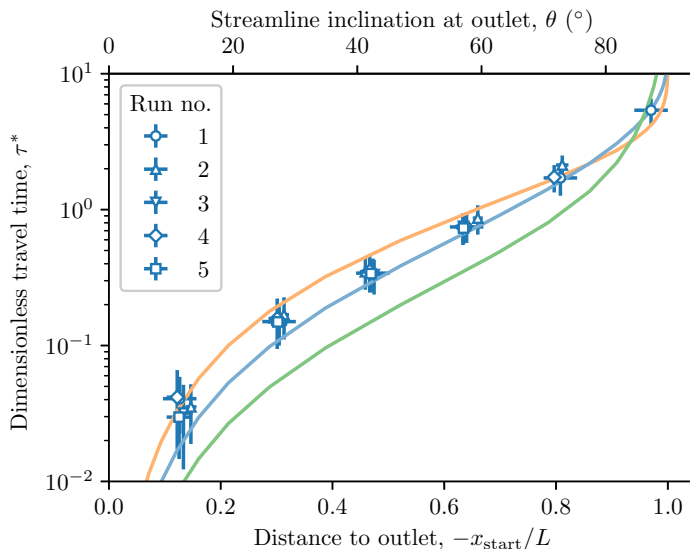 Streamline inclination at outlet, θ (°)
0 20 40 60 80
Dimensionless travel time, τ*
10¹
10⁰
10⁻¹
10⁻²
Run no.
1
2
3
4
5
0.0 0.2 0.4 0.6 0.8 1.0
Distance to outlet, −x_start/L